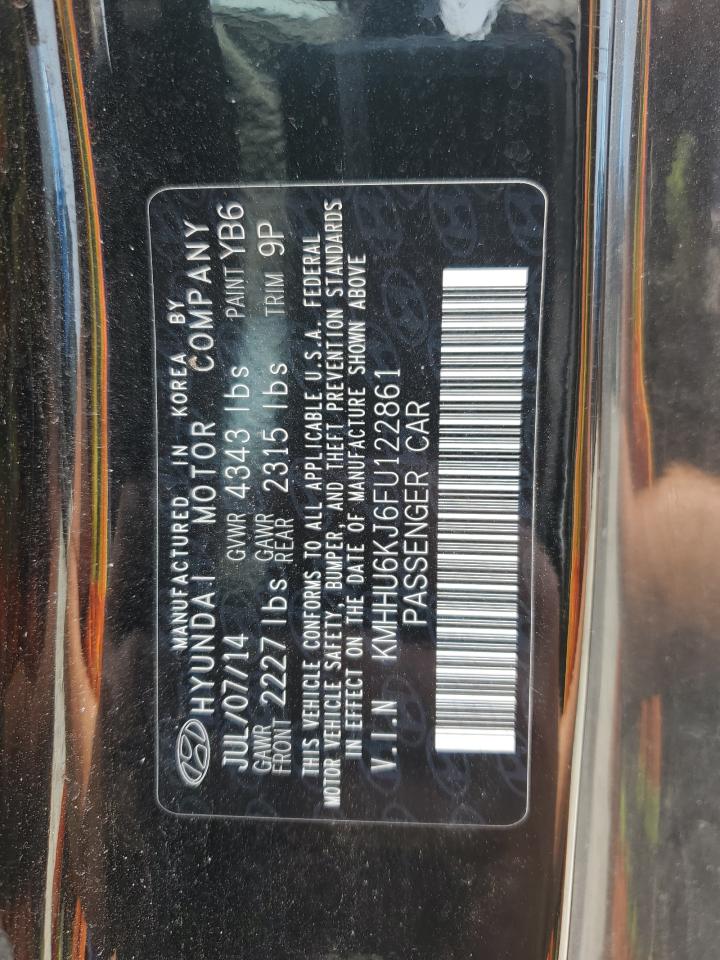 MANUFACTURED IN KOREA BY
HYUNDAI MOTOR COMPANY
JUL/07/14 GVWR 4343 lbs PAINT YB6
GAWR FRONT 2227 lbs GAWR REAR 2315 lbs TRIM 9P
THIS VEHICLE CONFORMS TO ALL APPLICABLE U.S.A. FEDERAL
MOTOR VEHICLE SAFETY, BUMPER, AND THEFT PREVENTION STANDARDS
IN EFFECT ON THE DATE OF MANUFACTURE SHOWN ABOVE
V.I.N KMHHU6KJ6FU122861
PASSENGER CAR